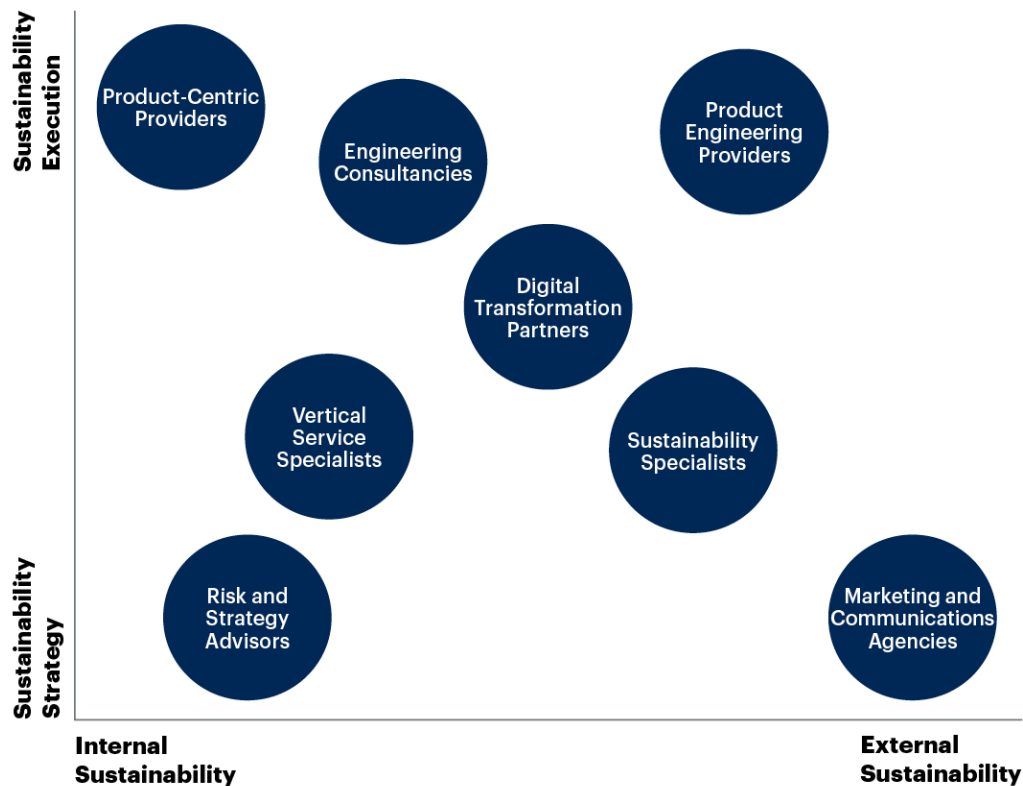 Sustainability
Execution
Product-Centric
Providers
Engineering
Consultancies
Product
Engineering
Providers
Digital
Transformation
Partners
Vertical
Service
Specialists
Sustainability
Specialists
Sustainability
Strategy
Risk and
Strategy
Advisors
Marketing and
Communications
Agencies
Internal
Sustainability
External
Sustainability